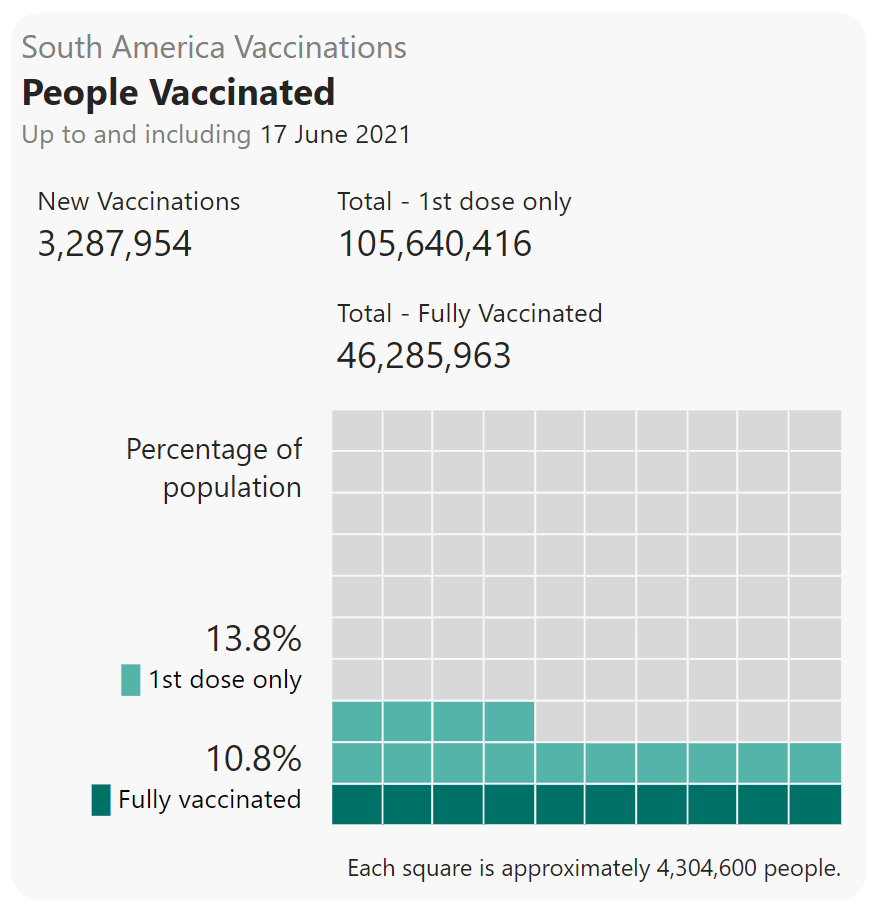 South America Vaccinations
People Vaccinated
Up to and including 17 June 2021
New Vaccinations
3,287,954
Total - 1st dose only
105,640,416
Total - Fully Vaccinated
46,285,963
Percentage of
population
13.8%
1st dose only
10.8%
Fully vaccinated
Each square is approximately 4,304,600 people.